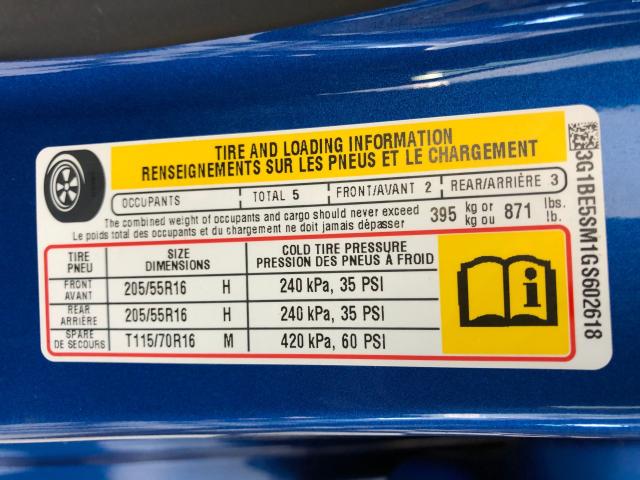 TIRE AND LOADING INFORMATION
RENSEIGNEMENTS SUR LES PNEUS ET LE CHARGEMENT
OCCUPANTS TOTAL 5 FRONT/AVANT 2 REAR/ARRIÈRE 3
The combined weight of occupants and cargo should never exceed 395 kg or 871 lbs.
Le poids total des occupants et du chargement ne doit jamais dépasser kg ou lb.
TIRE SIZE COLD TIRE PRESSURE
PNEU DIMENSIONS PRESSION DES PNEUS À FROID
FRONT
AVANT 205/55R16 H 240 kPa, 35 PSI
REAR
ARRIÈRE 205/55R16 H 240 kPa, 35 PSI
SPARE
DE SECOURS T115/70R16 M 420 kPa, 60 PSI
3G1BE5SM1GS602618